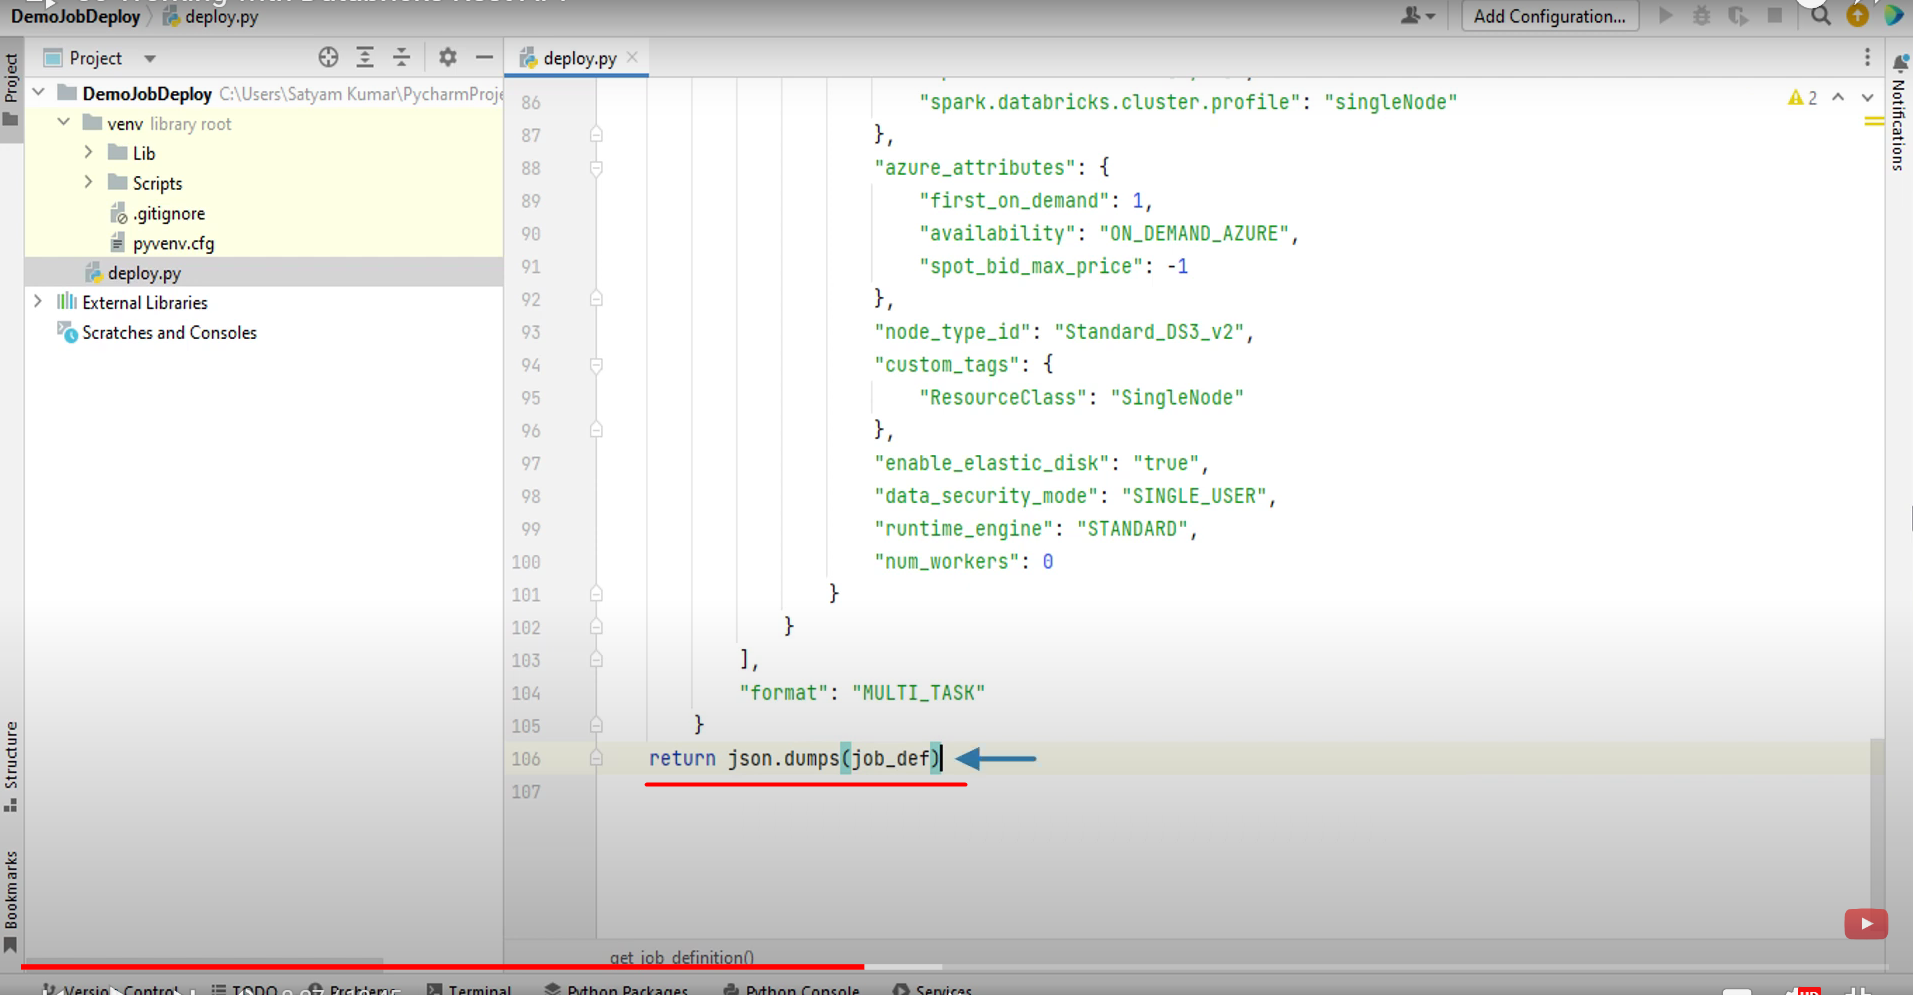 DemoJobDeploy deploy.py
Add Configuration...
Project
Project
deploy.py
DemoJobDeploy C:\Users\Satyam Kumar\PycharmProje
venv library root
Lib
Scripts
.gitignore
pyvenv.cfg
deploy.py
External Libraries
Scratches and Consoles
Structure
Bookmarks
86 "spark.databricks.cluster.profile": "singleNode"
87 },
88 "azure_attributes": {
89 "first_on_demand": 1,
90 "availability": "ON_DEMAND_AZURE",
91 "spot_bid_max_price": -1
92 },
93 "node_type_id": "Standard_DS3_v2",
94 "custom_tags": {
95 "ResourceClass": "SingleNode"
96 },
97 "enable_elastic_disk": "true",
98 "data_security_mode": "SINGLE_USER",
99 "runtime_engine": "STANDARD",
100 "num_workers": 0
101 }
102 }
103 ],
104 "format": "MULTI_TASK"
105 }
106 return json.dumps(job_def)
107
2
Notifications
get_job_definition()
Version Control TODO Problems Terminal Python Packages Python Console Services